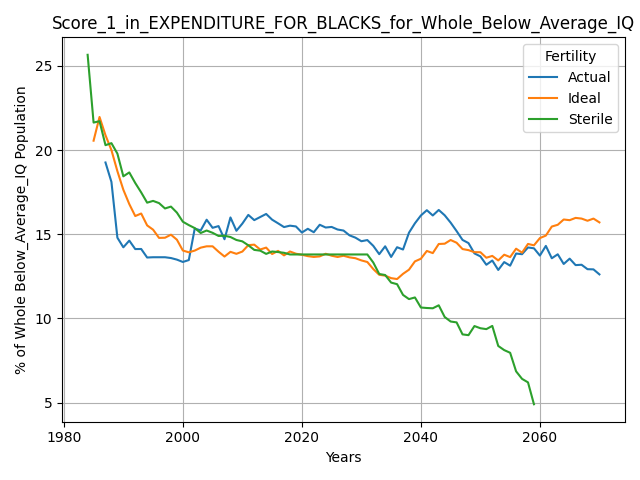 Score_1_in_EXPENDITURE_FOR_BLACKS_for_Whole_Below_Average_IQ
Fertility
Actual
Ideal
Sterile
% of Whole Below_Average_IQ Population
25
20
15
10
5
1980 2000 2020 2040 2060
Years